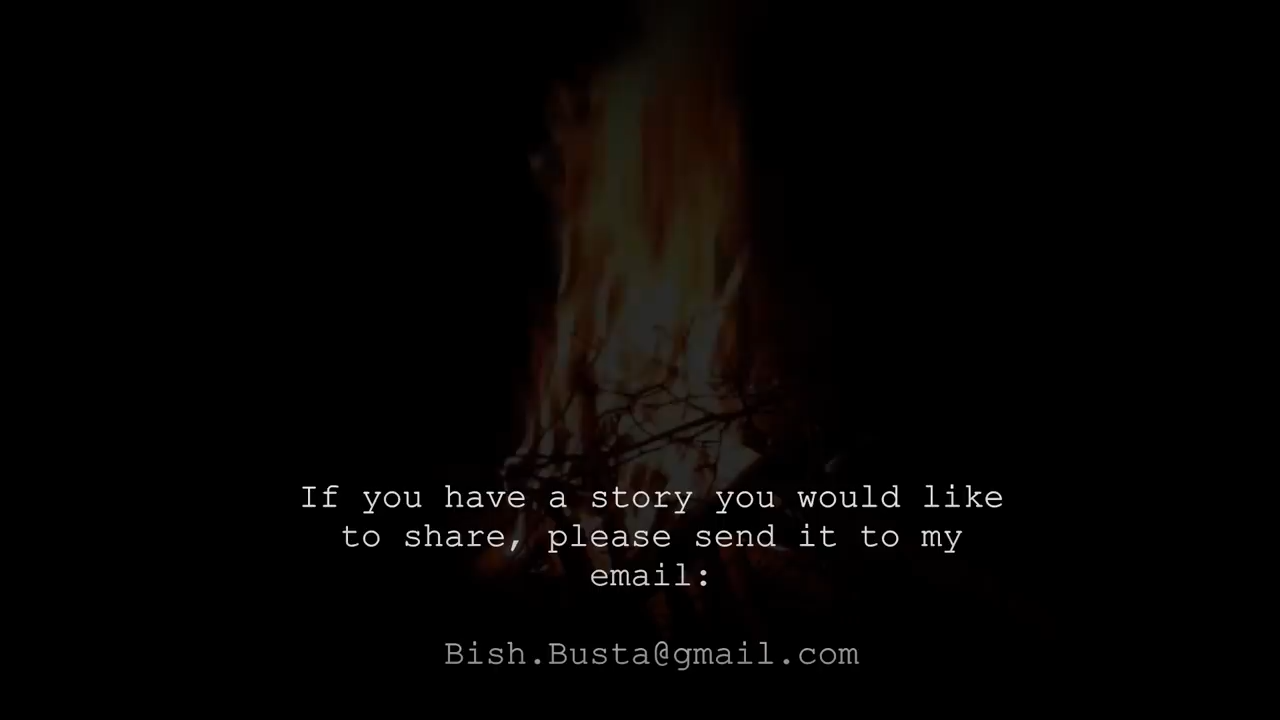 If you have a story you would like
to share, please send it to my
email:
Bish.Busta@gmail.com